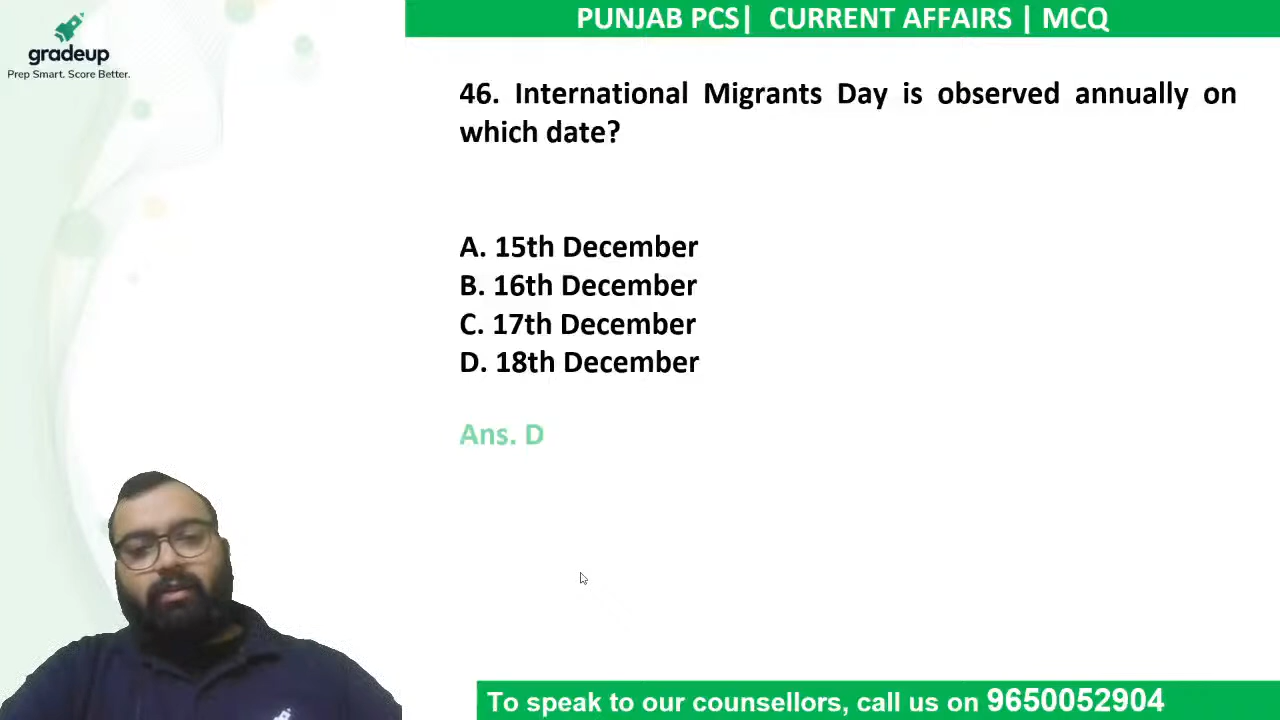 gradeup
Prep Smart. Score Better.
PUNJAB PCS| CURRENT AFFAIRS | MCQ
46. International Migrants Day is observed annually on
which date?
A. 15th December
B. 16th December
C. 17th December
D. 18th December
Ans. D
To speak to our counsellors, call us on 9650052904